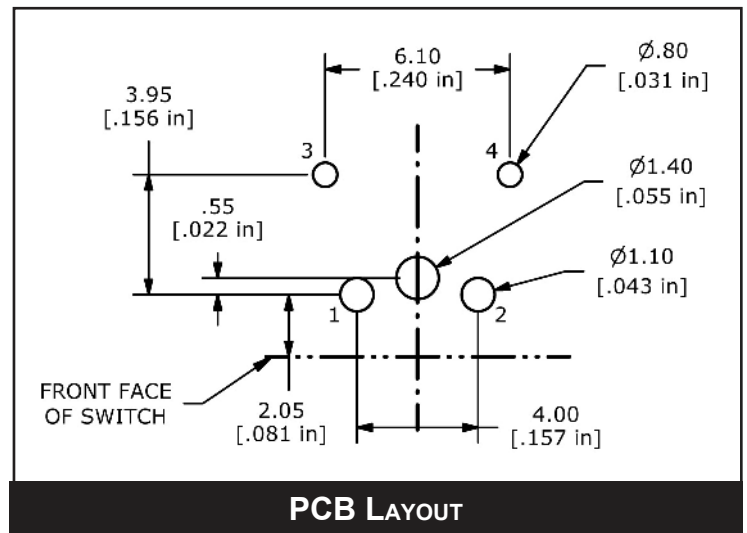 6.10
[.240 in]
Ø.80
[.031 in]
3.95
[.156 in]
3
4
Ø1.40
[.055 in]
.55
[.022 in]
Ø1.10
[.043 in]
1
2
FRONT FACE
OF SWITCH
2.05
[.081 in]
4.00
[.157 in]
PCB LAYOUT